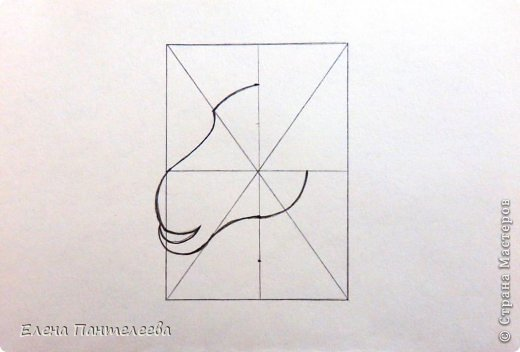 Елена Пантелеева
© Страна Мастеров